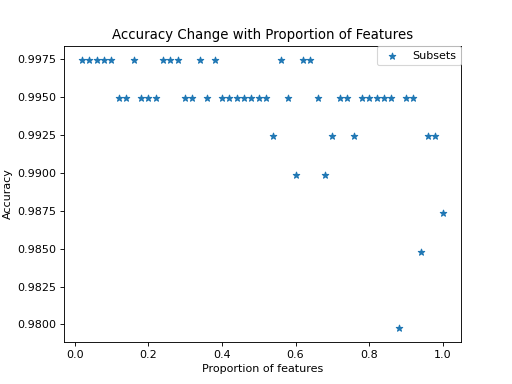 Accuracy Change with Proportion of Features
Subsets
Accuracy
0.9975
0.9950
0.9925
0.9900
0.9875
0.9850
0.9825
0.9800
0.0 0.2 0.4 0.6 0.8 1.0
Proportion of features